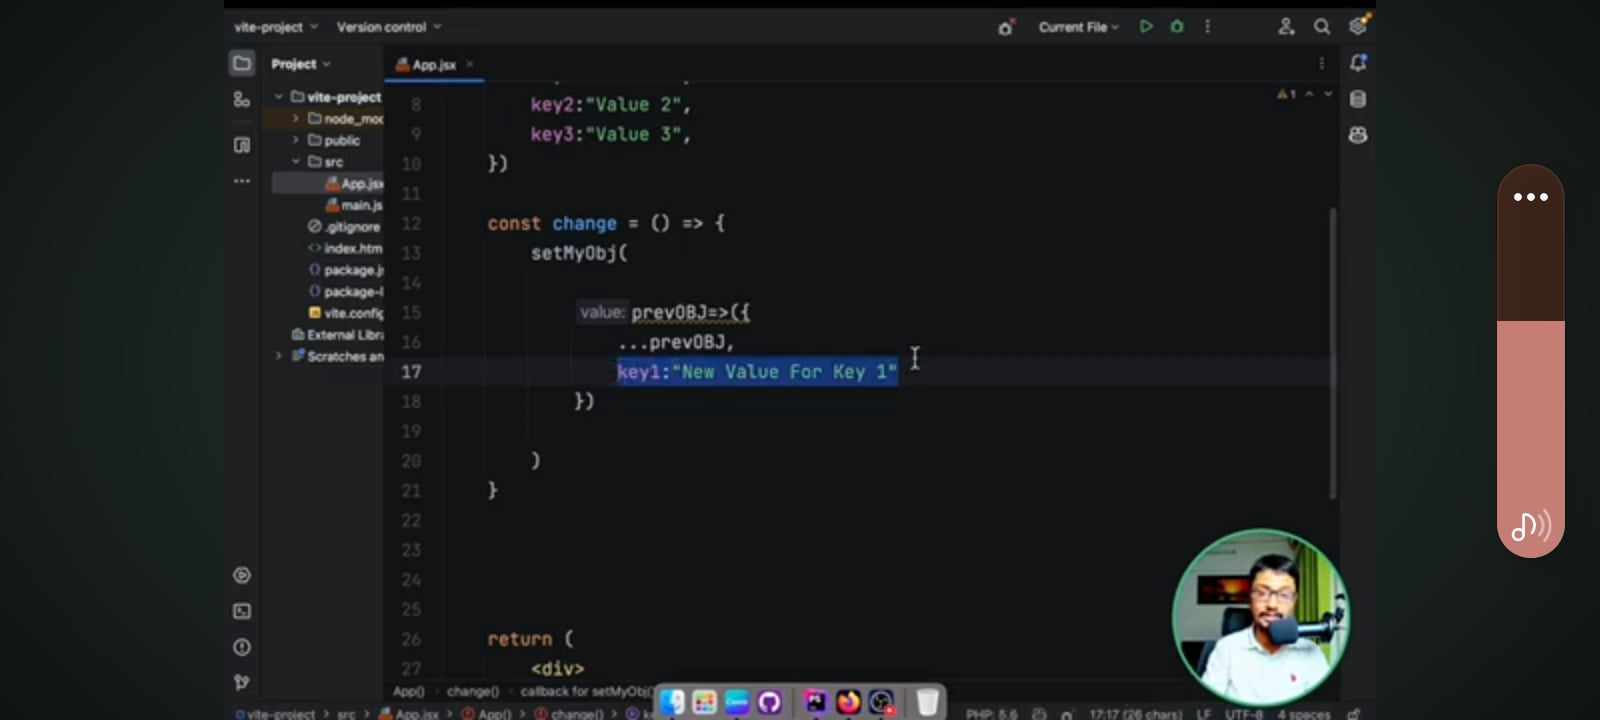 vite-project
Version control
Current File
Project
App.jsx
vite-project
node_moc
public
src
App.jsx
main.js
.gitignore
index.htm
package.js
package-l
vite.config
External Libra
Scratches an
1
8 key2:"Value 2",
9 key3:"Value 3",
10 })
11
12 const change = () => {
13 setMyObj(
14
15 value: prevOBJ=>({
16 ...prevOBJ,
17 key1:"New Value For Key 1"
18 })
19
20 )
21 }
22
23
24
25
26 return (
27 <div>
App() change() callback for setMyObj(
vite-project src App.jsx App() change() PHP: 5.6 17:17 (26 chars) LF UTF-8 4 spaces